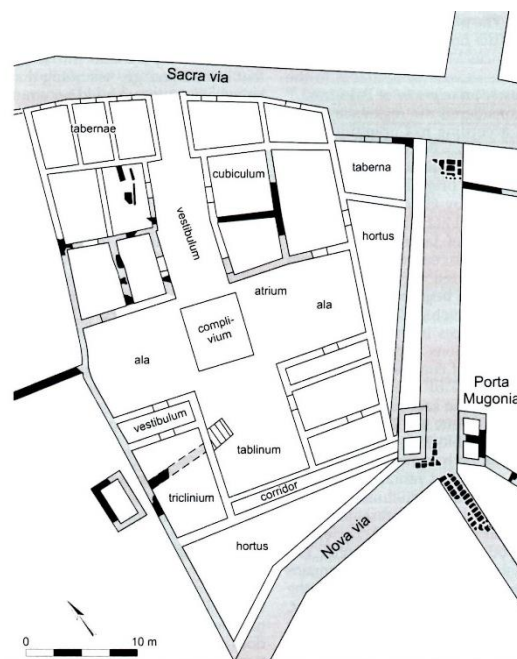 Sacra via
tabernae
cubiculum
taberna
vestibulum
hortus
atrium
ala
compli-
vium
ala
Porta
Mugonia
vestibulum
tablinum
triclinium
corridor
hortus
Nova via
0
10 m